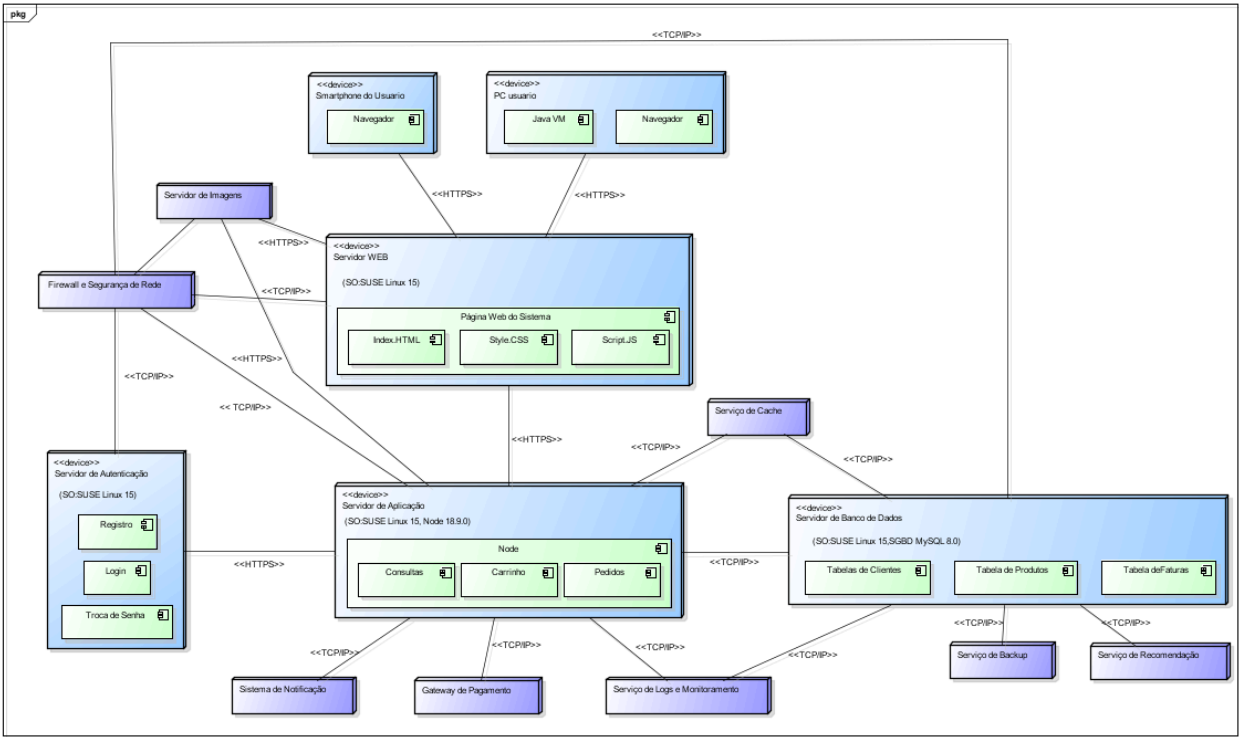 pkg
<<TCP/IP>>
<<device>>
Smartphone do Usuario
Navegador
<<device>>
PC usuario
Java VM
Navegador
<<HTTPS>>
<<HTTPS>>
Servidor de Imagens
<<HTTPS>>
Firewall e Segurança de Rede
<<TCP/IP>>
<<device>>
Servidor WEB
(SO:SUSE Linux 15)
Página Web do Sistema
Index.HTML
Style.CSS
Script.JS
<<HTTPS>>
<<TCP/IP>>
<< TCP/IP>>
<<HTTPS>>
Serviço de Cache
<<TCP/IP>>
<<TCP/IP>>
<<device>>
Servidor de Autenticação
(SO:SUSE Linux 15)
Registro
Login
Troca de Senha
<<HTTPS>>
<<device>>
Servidor de Aplicação
(SO:SUSE Linux 15, Node 18.9.0)
Node
Consultas
Carrinho
Pedidos
<<TCP/IP>>
<<device>>
Servidor de Banco de Dados
(SO:SUSE Linux 15,SGBD MySQL 8.0)
Tabelas de Clientes
Tabela de Produtos
Tabela deFaturas
<<TCP/IP>>
<<TCP/IP>>
<<TCP/IP>>
<<TCP/IP>>
<<TCP/IP>>
<<TCP/IP>>
Sistema de Notificação
Gateway de Pagamento
Serviço de Logs e Monitoramento
Serviço de Backup
Serviço de Recomendação